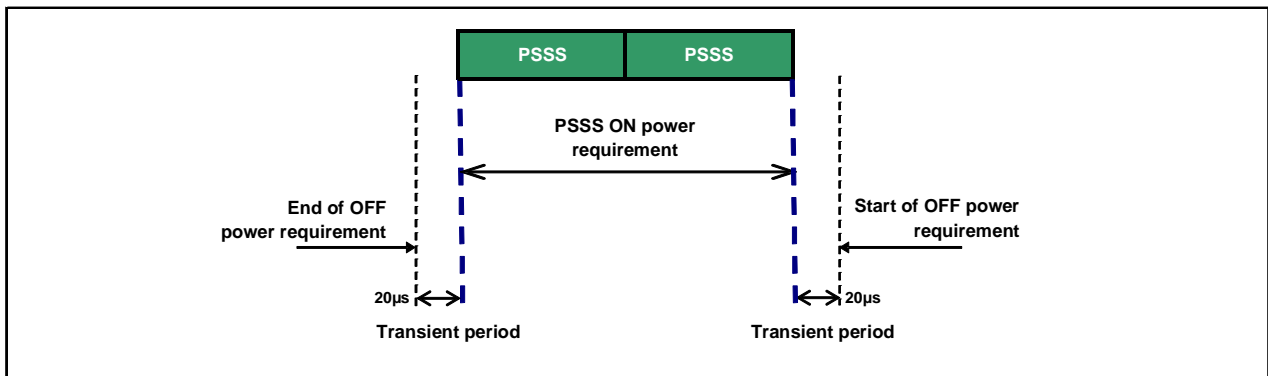 PSSS PSSS
PSSS ON power
requirement
End of OFF
power requirement
Start of OFF power
requirement
20µs
20µs
Transient period
Transient period